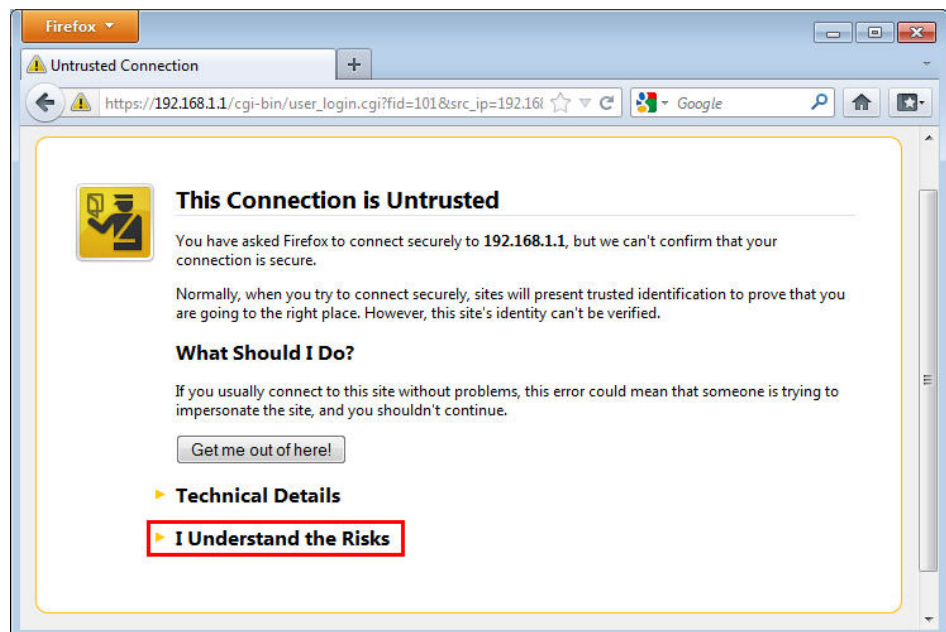 Firefox
Untrusted Connection
https://192.168.1.1/cgi-bin/user_login.cgi?fid=101&src_ip=192.168
Google
This Connection is Untrusted
You have asked Firefox to connect securely to 192.168.1.1, but we can't confirm that your
connection is secure.
Normally, when you try to connect securely, sites will present trusted identification to prove that you
are going to the right place. However, this site's identity can't be verified.
What Should I Do?
If you usually connect to this site without problems, this error could mean that someone is trying to
impersonate the site, and you shouldn't continue.
Get me out of here!
Technical Details
I Understand the Risks